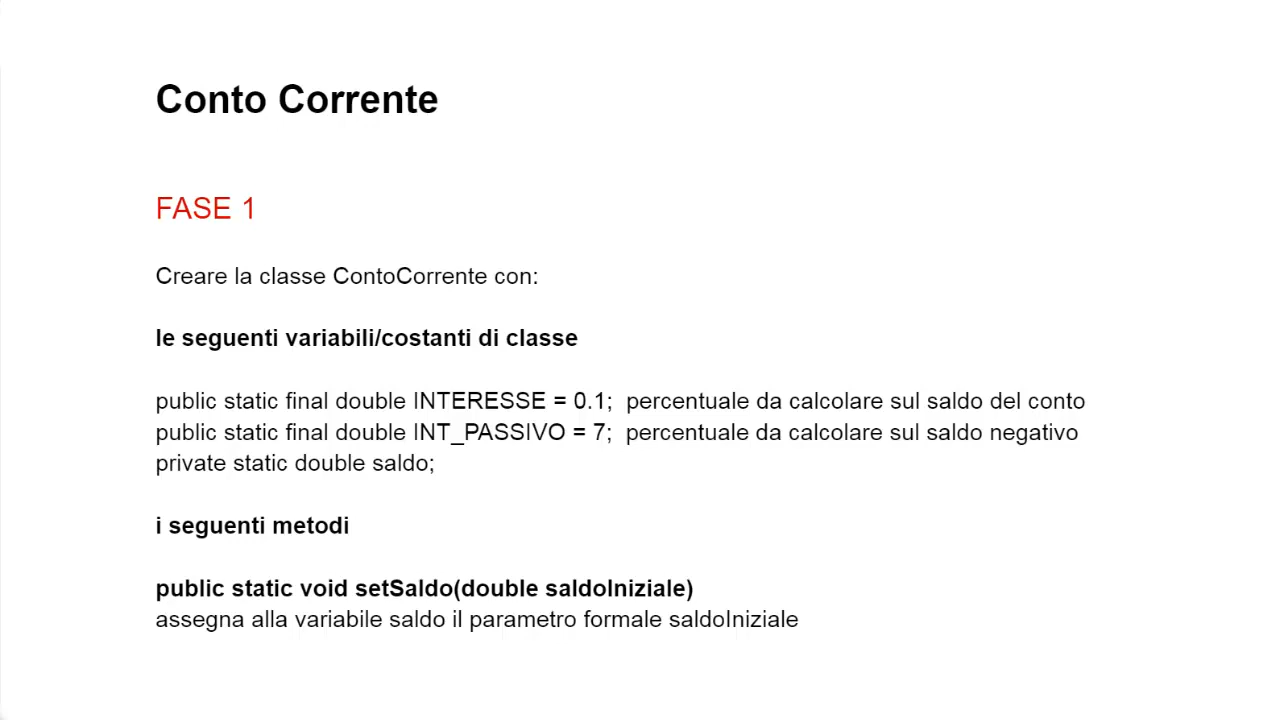 Conto Corrente
FASE 1
Creare la classe ContoCorrente con:
le seguenti variabili/costanti di classe
public static final double INTERESSE = 0.1;  percentuale da calcolare sul saldo del conto
public static final double INT_PASSIVO = 7;  percentuale da calcolare sul saldo negativo
private static double saldo;
i seguenti metodi
public static void setSaldo(double saldoIniziale)
assegna alla variabile saldo il parametro formale saldoIniziale